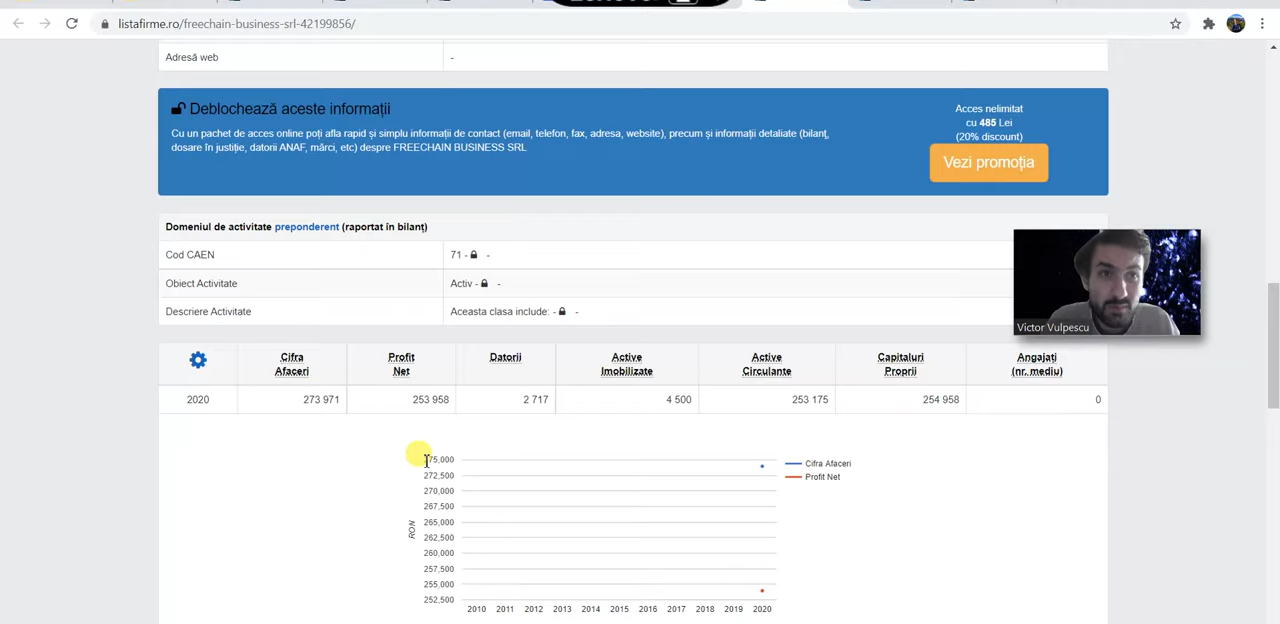 listafirme.ro/freechain-business-srl-42199856/
Adresă web -
Deblochează aceste informații
Cu un pachet de acces online poți afla rapid și simplu informații de contact (email, telefon, fax, adresa, website), precum și informații detaliate (bilanț,
dosare în justiție, datorii ANAF, mărci, etc) despre FREECHAIN BUSINESS SRL
Acces nelimitat
cu 485 Lei
(20% discount)
Vezi promoția
Domeniul de activitate preponderent (raportat în bilanț)
Cod CAEN 71 - -
Obiect Activitate Activ - -
Descriere Activitate Aceasta clasa include: - -
Victor Vulpescu
Cifra Afaceri Profit Net Datorii Active Imobilizate Active Circulante Capitaluri Proprii Angajați (nr. mediu)
2020 273 971 253 958 2 717 4 500 253 175 254 958 0
75,000
272,500
270,000
267,500
265,000
262,500
260,000
257,500
255,000
252,500
RON
2010 2011 2012 2013 2014 2015 2016 2017 2018 2019 2020
Cifra Afaceri
Profit Net